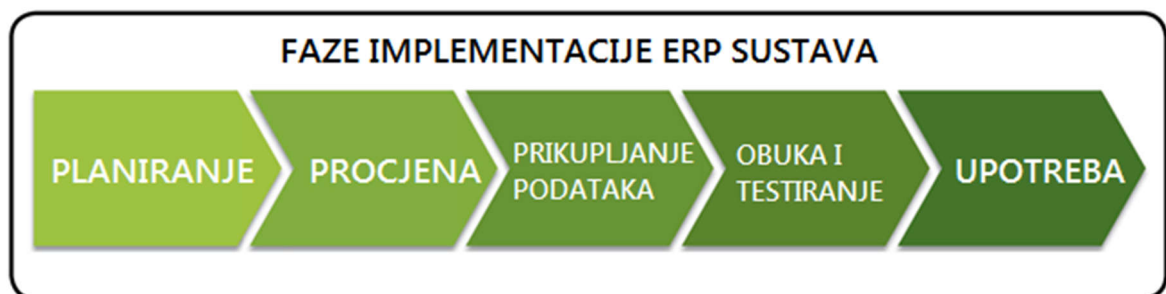 FAZE IMPLEMENTACIJE ERP SUSTAVA
PLANIRANJE
PROCJENA
PRIKUPLJANJE
PODATAKA
OBUKA I
TESTIRANJE
UPOTREBA